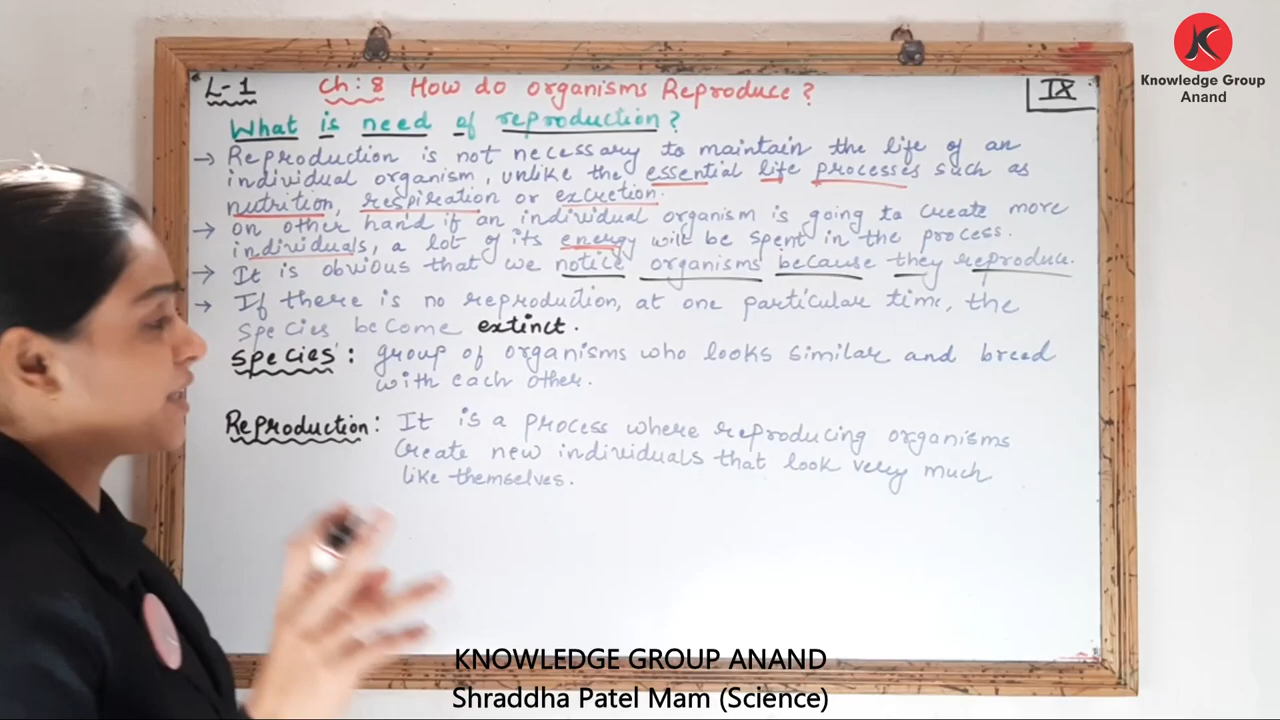 L-1 Ch: 8 How do organisms Reproduce? IX
What is need of reproduction?
→ Reproduction is not necessary to maintain the life of an
individual organism, unlike the essential life processes such as
nutrition, respiration or excretion.
→ on other hand if an individual organism is going to create more
individuals, a lot of its energy will be spent in the process.
→ It is obvious that we notice organisms because they reproduce.
→ If there is no reproduction, at one particular time, the
species become extinct.
Species: group of organisms who looks similar and breed
with each other.
Reproduction: It is a process where reproducing organisms
Create new individuals that look very much
like themselves.
K
Knowledge Group
Anand
KNOWLEDGE GROUP ANAND
Shraddha Patel Mam (Science)